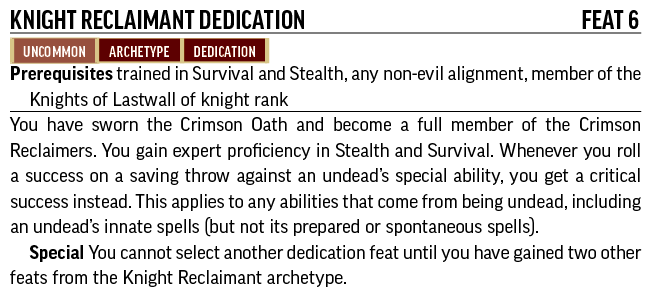 KNIGHT RECLAIMANT DEDICATION FEAT 6
UNCOMMON ARCHETYPE DEDICATION
Prerequisites trained in Survival and Stealth, any non-evil alignment, member of the
Knights of Lastwall of knight rank
You have sworn the Crimson Oath and become a full member of the Crimson
Reclaimers. You gain expert proficiency in Stealth and Survival. Whenever you roll
a success on a saving throw against an undead's special ability, you get a critical
success instead. This applies to any abilities that come from being undead, including
an undead's innate spells (but not its prepared or spontaneous spells).
Special You cannot select another dedication feat until you have gained two other
feats from the Knight Reclaimant archetype.